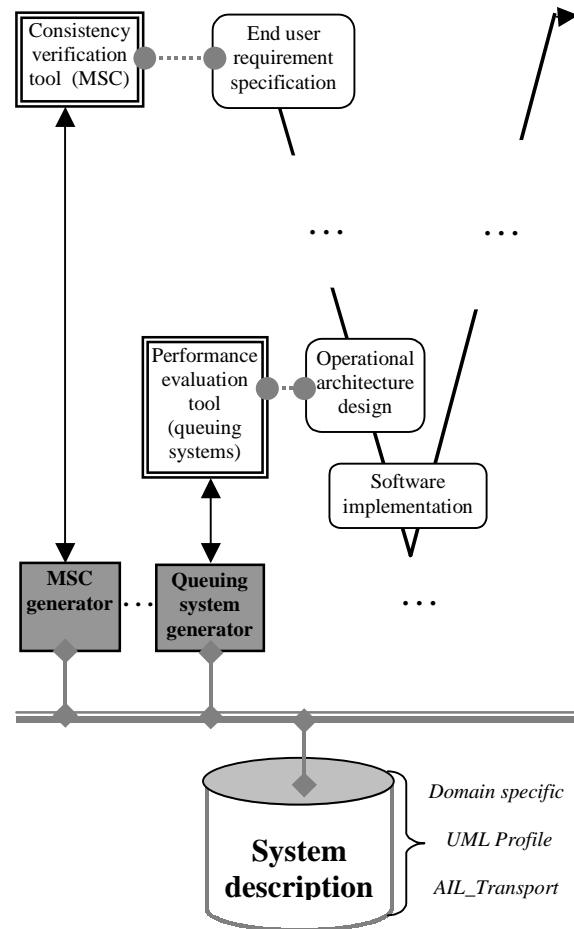 Consistency
verification
tool (MSC)
End user
requirement
specification
...
...
Performance
evaluation
tool
(queuing
systems)
Operational
architecture
design
Software
implementation
MSC
generator
...
Queuing
system
generator
...
System
description
Domain specific
UML Profile
AIL_Transport